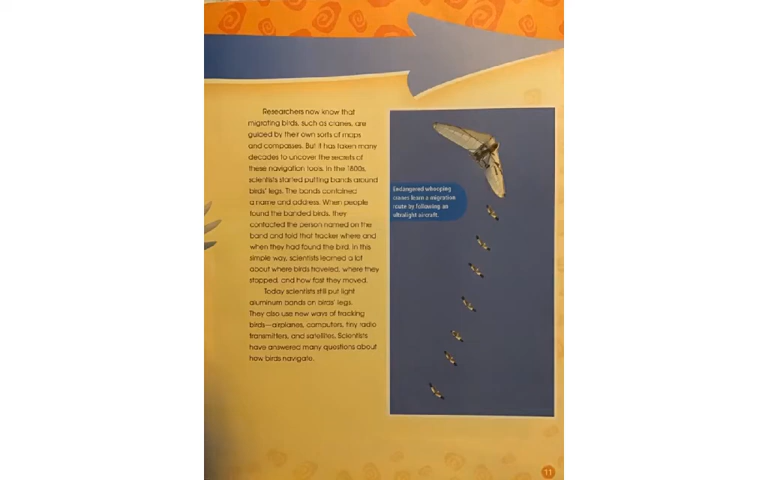 Researchers now know that
migrating birds, such as cranes, are
guided by their own sorts of maps
and compasses. But it has taken many
decades to uncover the secrets of
these navigation tools. In the 1800s,
scientists started putting bands around
birds' legs. The bands contained
a name and address. When people
found the banded birds, they
contacted the person named on the
band and told that tracker where and
when they had found the bird. In this
simple way, scientists learned a lot
about where birds traveled, where they
stopped, and how fast they moved.
Today scientists still put light
aluminum bands on birds' legs.
They also use new ways of tracking
birds—airplanes, computers, tiny radio
transmitters, and satellites. Scientists
have answered many questions about
how birds navigate.
Endangered whooping
cranes learn a migration
route by following an
ultralight aircraft.
11